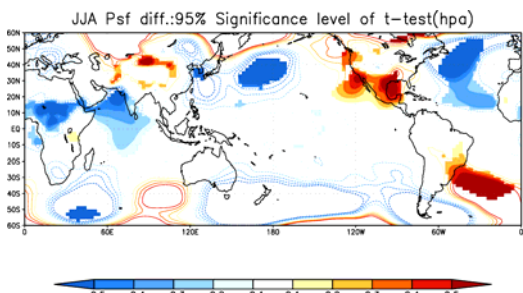 JJA Psf diff.:95% Significance level of t-test(hpa)
60N
50N
40N
30N
20N
10N
EQ
10S
20S
30S
40S
50S
60S
0 60E 120E 180 120W 60W 0